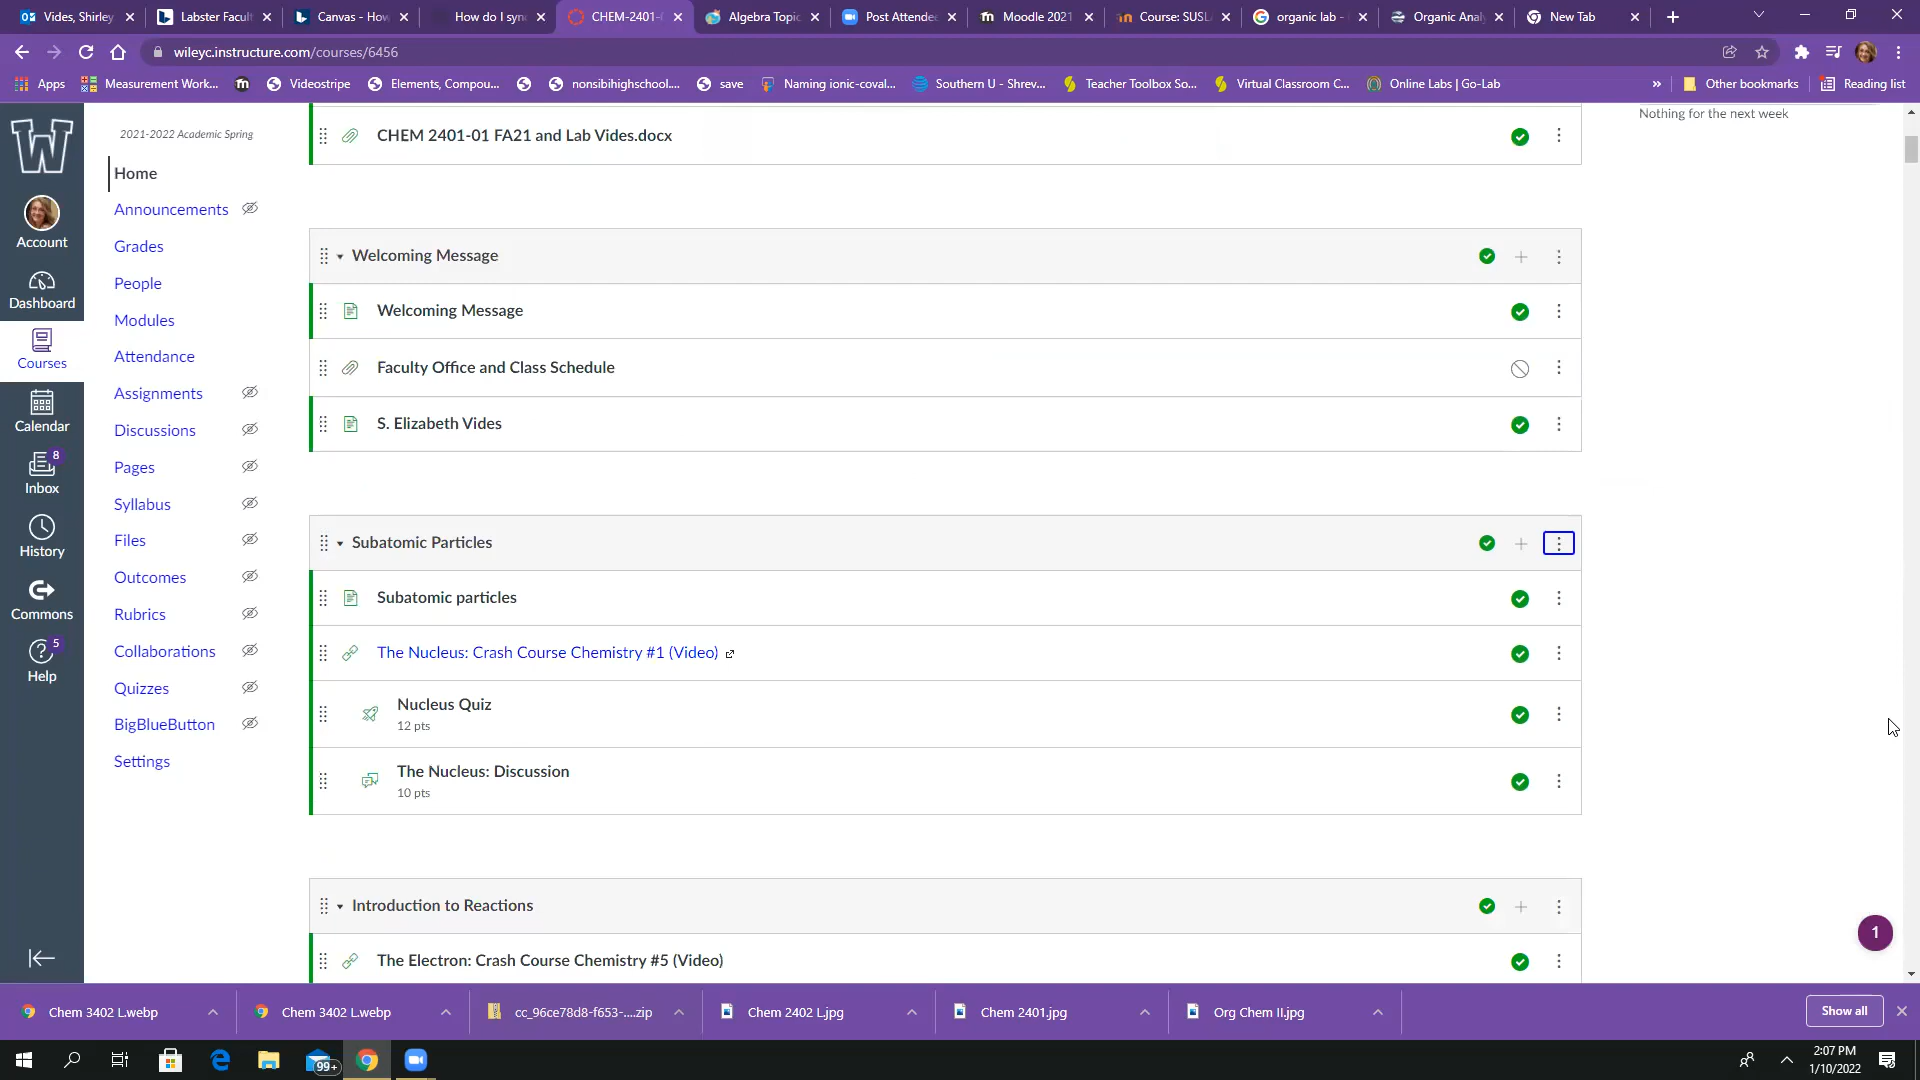 Vides, Shirley
Labster Facul
Canvas - How
How do I syn
CHEM-2401-
Algebra Topic
Post Attende
Moodle 2021
Course: SUSL
organic lab -
Organic Anal
New Tab
wileyc.instructure.com/courses/6456
Apps
Measurement Work...
Videostripe
Elements, Compou...
nonsibihighschool....
save
Naming ionic-coval...
Southern U - Shrev...
Teacher Toolbox So...
Virtual Classroom C...
Online Labs | Go-Lab
»
Other bookmarks
Reading list
W
Account
Dashboard
Courses
Calendar
8
Inbox
History
Commons
5
Help
2021-2022 Academic Spring
Home
Announcements
Grades
People
Modules
Attendance
Assignments
Discussions
Pages
Syllabus
Files
Outcomes
Rubrics
Collaborations
Quizzes
BigBlueButton
Settings
Nothing for the next week
CHEM 2401-01 FA21 and Lab Vides.docx
Welcoming Message
Welcoming Message
Faculty Office and Class Schedule
S. Elizabeth Vides
Subatomic Particles
Subatomic particles
The Nucleus: Crash Course Chemistry #1 (Video)
Nucleus Quiz
12 pts
The Nucleus: Discussion
10 pts
Introduction to Reactions
The Electron: Crash Course Chemistry #5 (Video)
1
Chem 3402 L.webp
Chem 3402 L.webp
cc_96ce78d8-f653-....zip
Chem 2402 L.jpg
Chem 2401.jpg
Org Chem II.jpg
Show all
99+
2:07 PM
1/10/2022